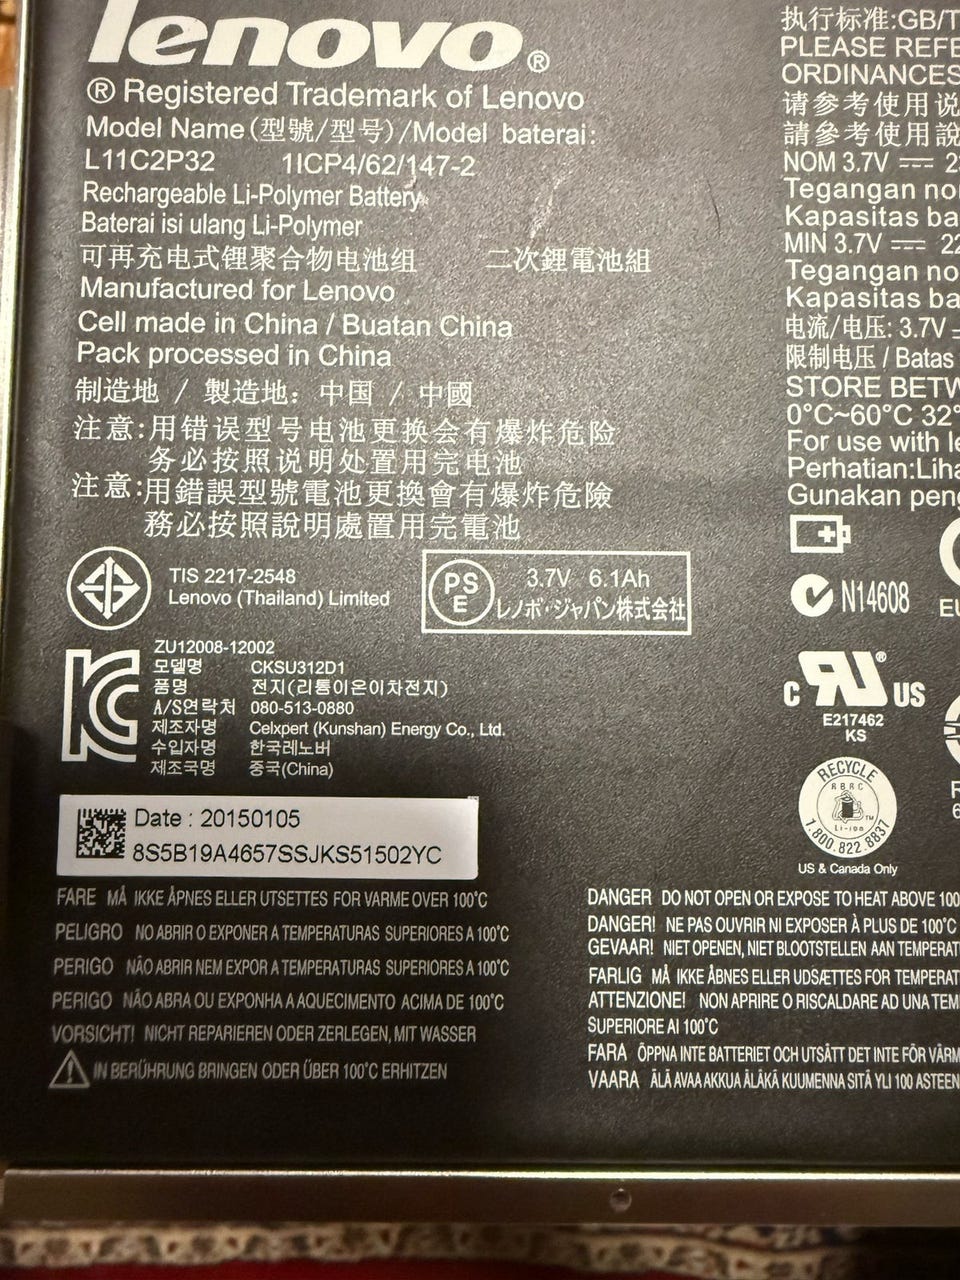 lenovo®
® Registered Trademark of Lenovo
Model Name(型號/型号)/Model baterai:
L11C2P32 1ICP4/62/147-2
Rechargeable Li-Polymer Battery
Baterai isi ulang Li-Polymer
可再充电式锂聚合物电池组 二次鋰電池組
Manufactured for Lenovo
Cell made in China / Buatan China
Pack processed in China
制造地 / 製造地: 中国 / 中國
注意:用错误型号电池更换会有爆炸危险
务必按照说明处置用完电池
注意:用錯誤型號電池更換會有爆炸危險
務必按照說明處置用完電池
TIS 2217-2548
Lenovo (Thailand) Limited
PS
E
3.7V 6.1Ah
レノボ・ジャパン株式会社
ZU12008-12002
모델명 CKSU312D1
품명 전지(리튬이온이차전지)
A/S연락처 080-513-0880
제조자명 Celxpert (Kunshan) Energy Co., Ltd.
수입자명 한국레노버
제조국명 중국(China)
Date : 20150105
8S5B19A4657SSJKS51502YC
FARE MÅ IKKE ÅPNES ELLER UTSETTES FOR VARME OVER 100°C
PELIGRO NO ABRIR O EXPONER A TEMPERATURAS SUPERIORES A 100°C
PERIGO NÃO ABRIR NEM EXPOR A TEMPERATURAS SUPERIORES A 100°C
PERIGO NÃO ABRA OU EXPONHA A AQUECIMENTO ACIMA DE 100°C
VORSICHT! NICHT REPARIEREN ODER ZERLEGEN, MIT WASSER
IN BERÜHRUNG BRINGEN ODER ÜBER 100°C ERHITZEN
执行标准:GB/T
PLEASE REFE
ORDINANCES
请参考使用说
請參考使用說
NOM 3.7V ⎓ 2
Tegangan no
Kapasitas ba
MIN 3.7V ⎓ 22
Tegangan no
Kapasitas ba
电流/电压: 3.7V
限制电压 / Batas
STORE BETW
0°C~60°C 32°
For use with le
Perhatian:Liha
Gunakan peng
N14608
EU
C RU® US
E217462
KS
RECYCLE
RBRC
Li-ion
TM
1.800.822.8837
US & Canada Only
R
6
DANGER DO NOT OPEN OR EXPOSE TO HEAT ABOVE 100
DANGER! NE PAS OUVRIR NI EXPOSER À PLUS DE 100°C
GEVAAR! NIET OPENEN, NIET BLOOTSTELLEN AAN TEMPERAT
FARLIG MÅ IKKE ÅBNES ELLER UDSÆTTES FOR TEMPERAT
ATTENZIONE! NON APRIRE O RISCALDARE AD UNA TEM
SUPERIORE AI 100°C
FARA ÖPPNA INTE BATTERIET OCH UTSÄTT DET INTE FÖR VÄRM
VAARA ÄLÄ AVAA AKKUA ÄLÄKÄ KUUMENNA SITÄ YLI 100 ASTEEN